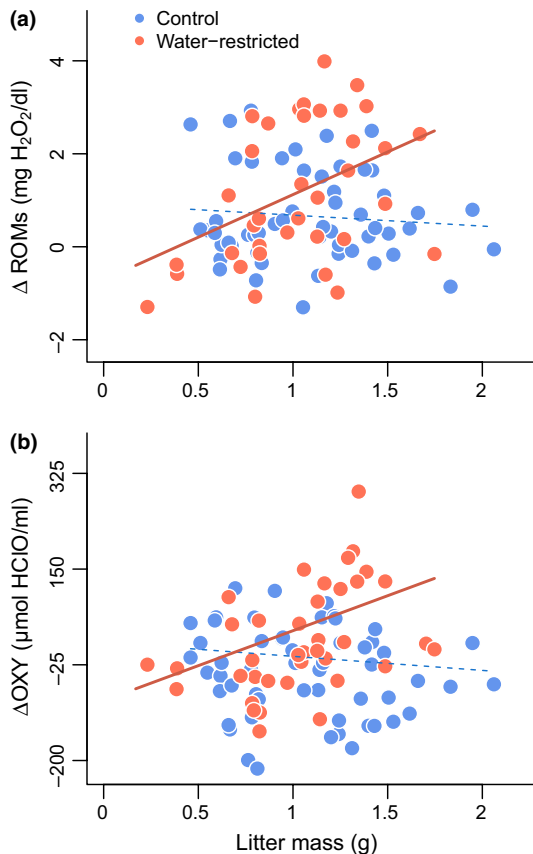 (a)
Control
Water-restricted
Δ ROMs (mg H₂O₂/dl)
4
2
0
−2
0
0.5
1
1.5
2
(b)
ΔOXY (µmol HClO/ml)
325
150
−25
−200
0
0.5
1
1.5
2
Litter mass (g)